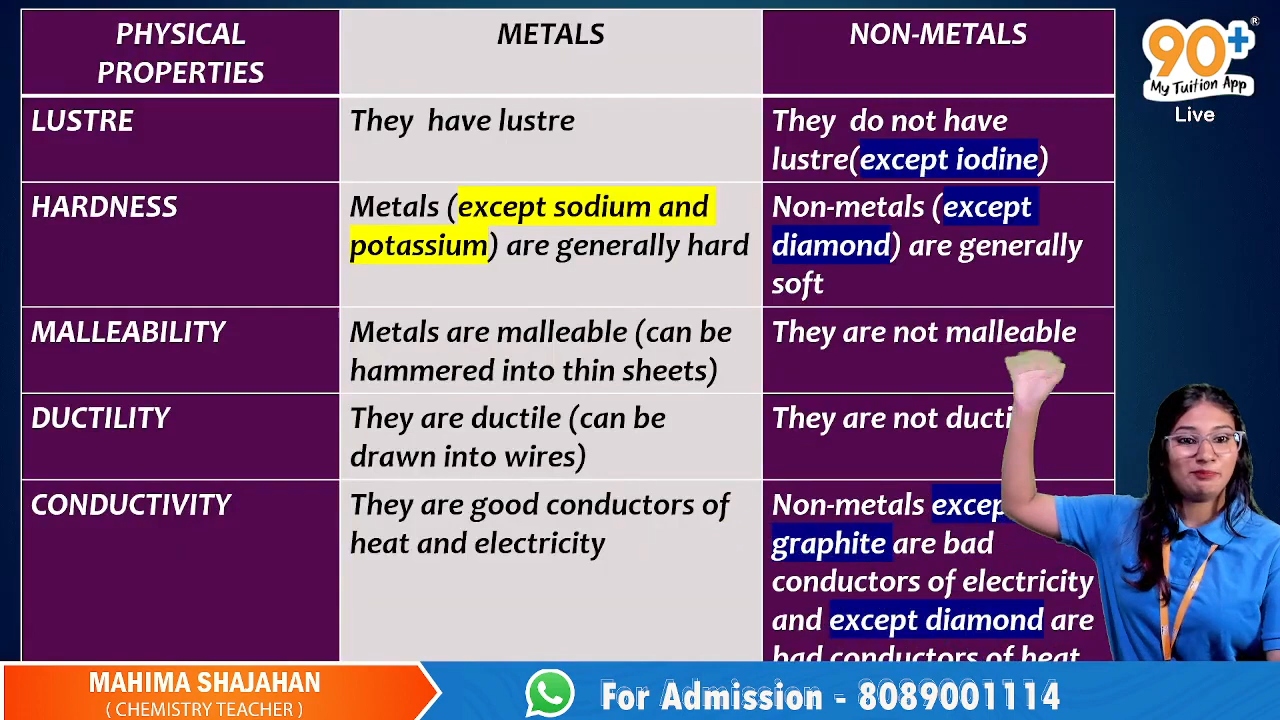 PHYSICAL
PROPERTIES
METALS
NON-METALS
LUSTRE
They have lustre
They do not have
lustre(except iodine)
HARDNESS
Metals (except sodium and
potassium) are generally hard
Non-metals (except
diamond) are generally
soft
MALLEABILITY
Metals are malleable (can be
hammered into thin sheets)
They are not malleable
DUCTILITY
They are ductile (can be
drawn into wires)
They are not ducti
CONDUCTIVITY
They are good conductors of
heat and electricity
Non-metals excep
graphite are bad
conductors of electricity
and except diamond are
bad conductors of heat
90+®
My Tuition App
Live
MAHIMA SHAJAHAN
( CHEMISTRY TEACHER )
For Admission - 8089001114